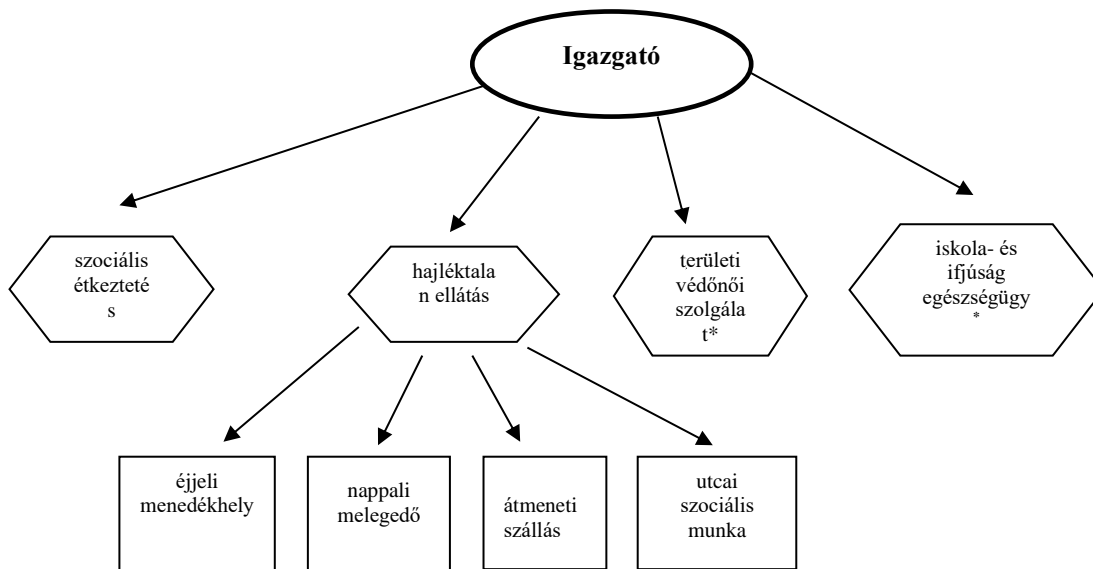 Igazgató
szociális
étkezteté
s
hajléktala
n ellátás
területi
védőnői
szolgála
t*
iskola- és
ifjúság
egészségügy
*
éjjeli
menedékhely
nappali
melegedő
átmeneti
szállás
utcai
szociális
munka